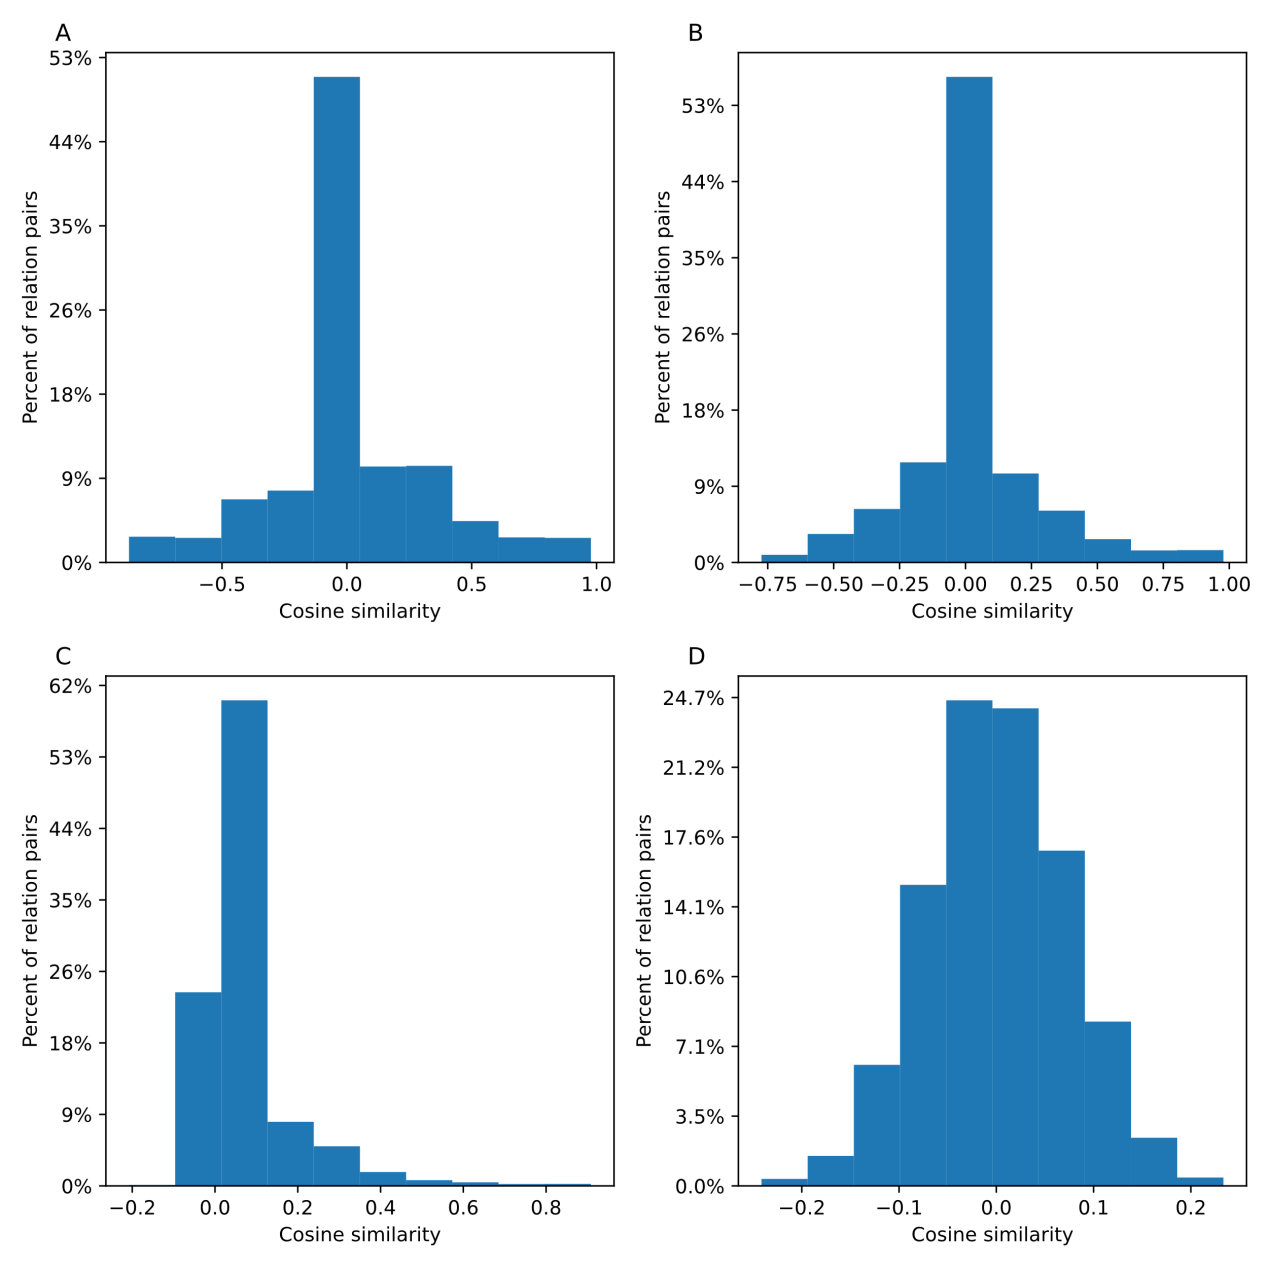 A
53%
44%
35%
26%
18%
9%
0%
Percent of relation pairs
−0.5 0.0 0.5 1.0
Cosine similarity
B
53%
44%
35%
26%
18%
9%
0%
Percent of relation pairs
−0.75 −0.50 −0.25 0.00 0.25 0.50 0.75 1.00
Cosine similarity
C
62%
53%
44%
35%
26%
18%
9%
0%
Percent of relation pairs
−0.2 0.0 0.2 0.4 0.6 0.8
Cosine similarity
D
24.7%
21.2%
17.6%
14.1%
10.6%
7.1%
3.5%
0.0%
Percent of relation pairs
−0.2 −0.1 0.0 0.1 0.2
Cosine similarity